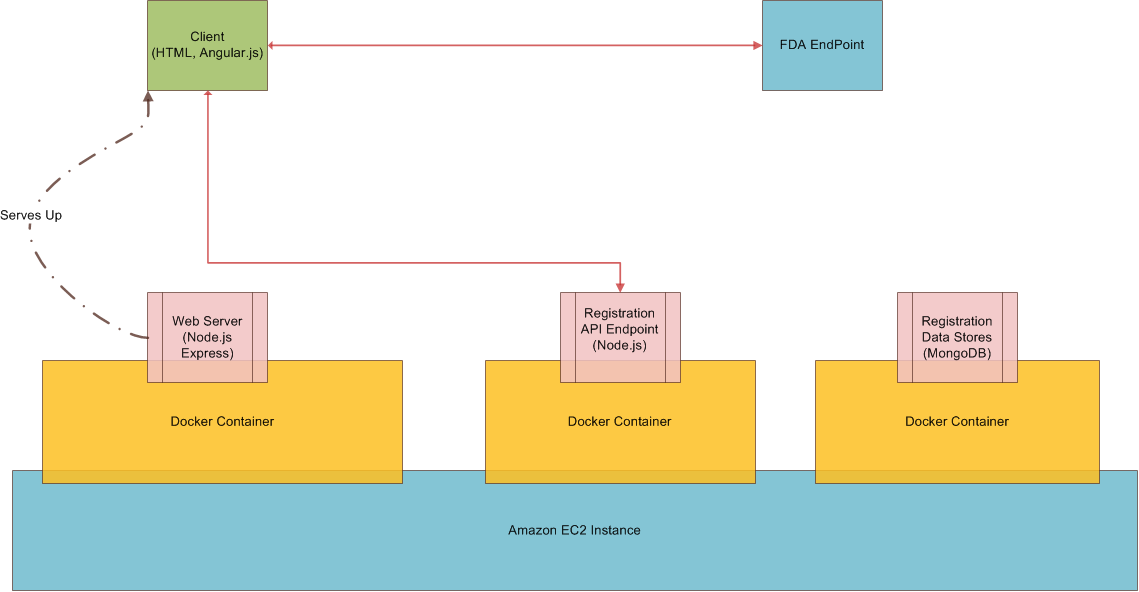 Client
(HTML, Angular.js)
FDA EndPoint
Serves Up
Web Server
(Node.js
Express)
Registration
API Endpoint
(Node.js)
Registration
Data Stores
(MongoDB)
Docker Container
Docker Container
Docker Container
Amazon EC2 Instance